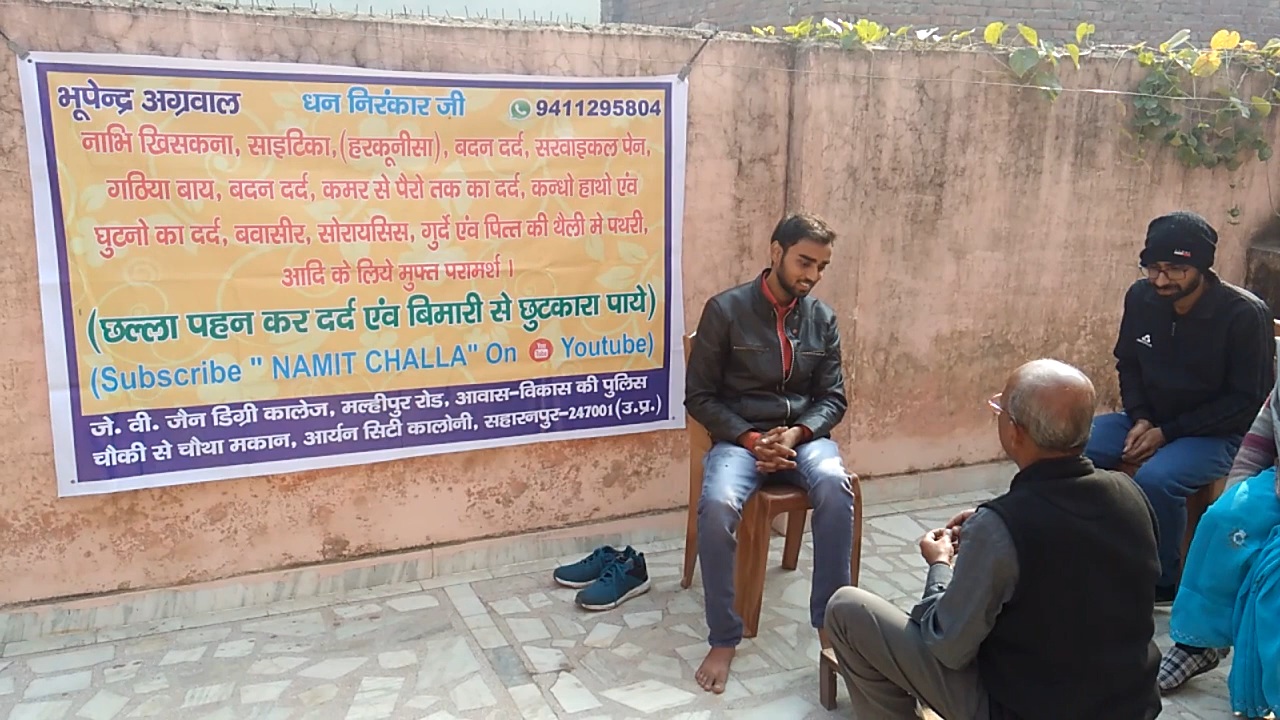 भूपेन्द्र अग्रवाल धन निरंकार जी 9411295804
नाभि खिसकना, साइटिका,(हरकूनीसा), बदन दर्द, सरवाइकल पेन,
गठिया बाय, बदन दर्द, कमर से पैरो तक का दर्द, कन्धो हाथो एंव
घुटनो का दर्द, बवासीर, सोरायसिस, गुर्दे एंव पित्त की थैली मे पथरी,
आदि के लिये मुफ्त परामर्श ।
(छल्ला पहन कर दर्द एंव बिमारी से छुटकारा पाये)
(Subscribe " NAMIT CHALLA" On Youtube)
जे. वी. जैन डिग्री कालेज, मल्हीपुर रोड, आवास-विकास की पुलिस
चौकी से चौथा मकान, आर्यन सिटी कालोनी, सहारनपुर-247001(उ.प्र.)